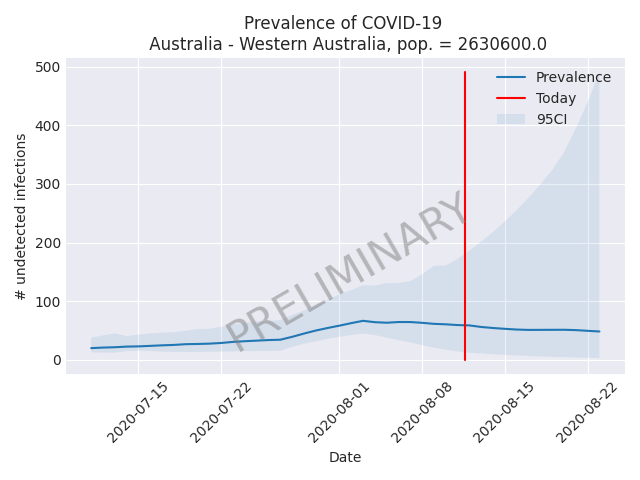 Prevalence of COVID-19
Australia - Western Australia, pop. = 2630600.0
500
400
300
200
100
0
# undetected infections
Prevalence
Today
95CI
PRELIMINARY
2020-07-15
2020-07-22
2020-08-01
2020-08-08
2020-08-15
2020-08-22
Date